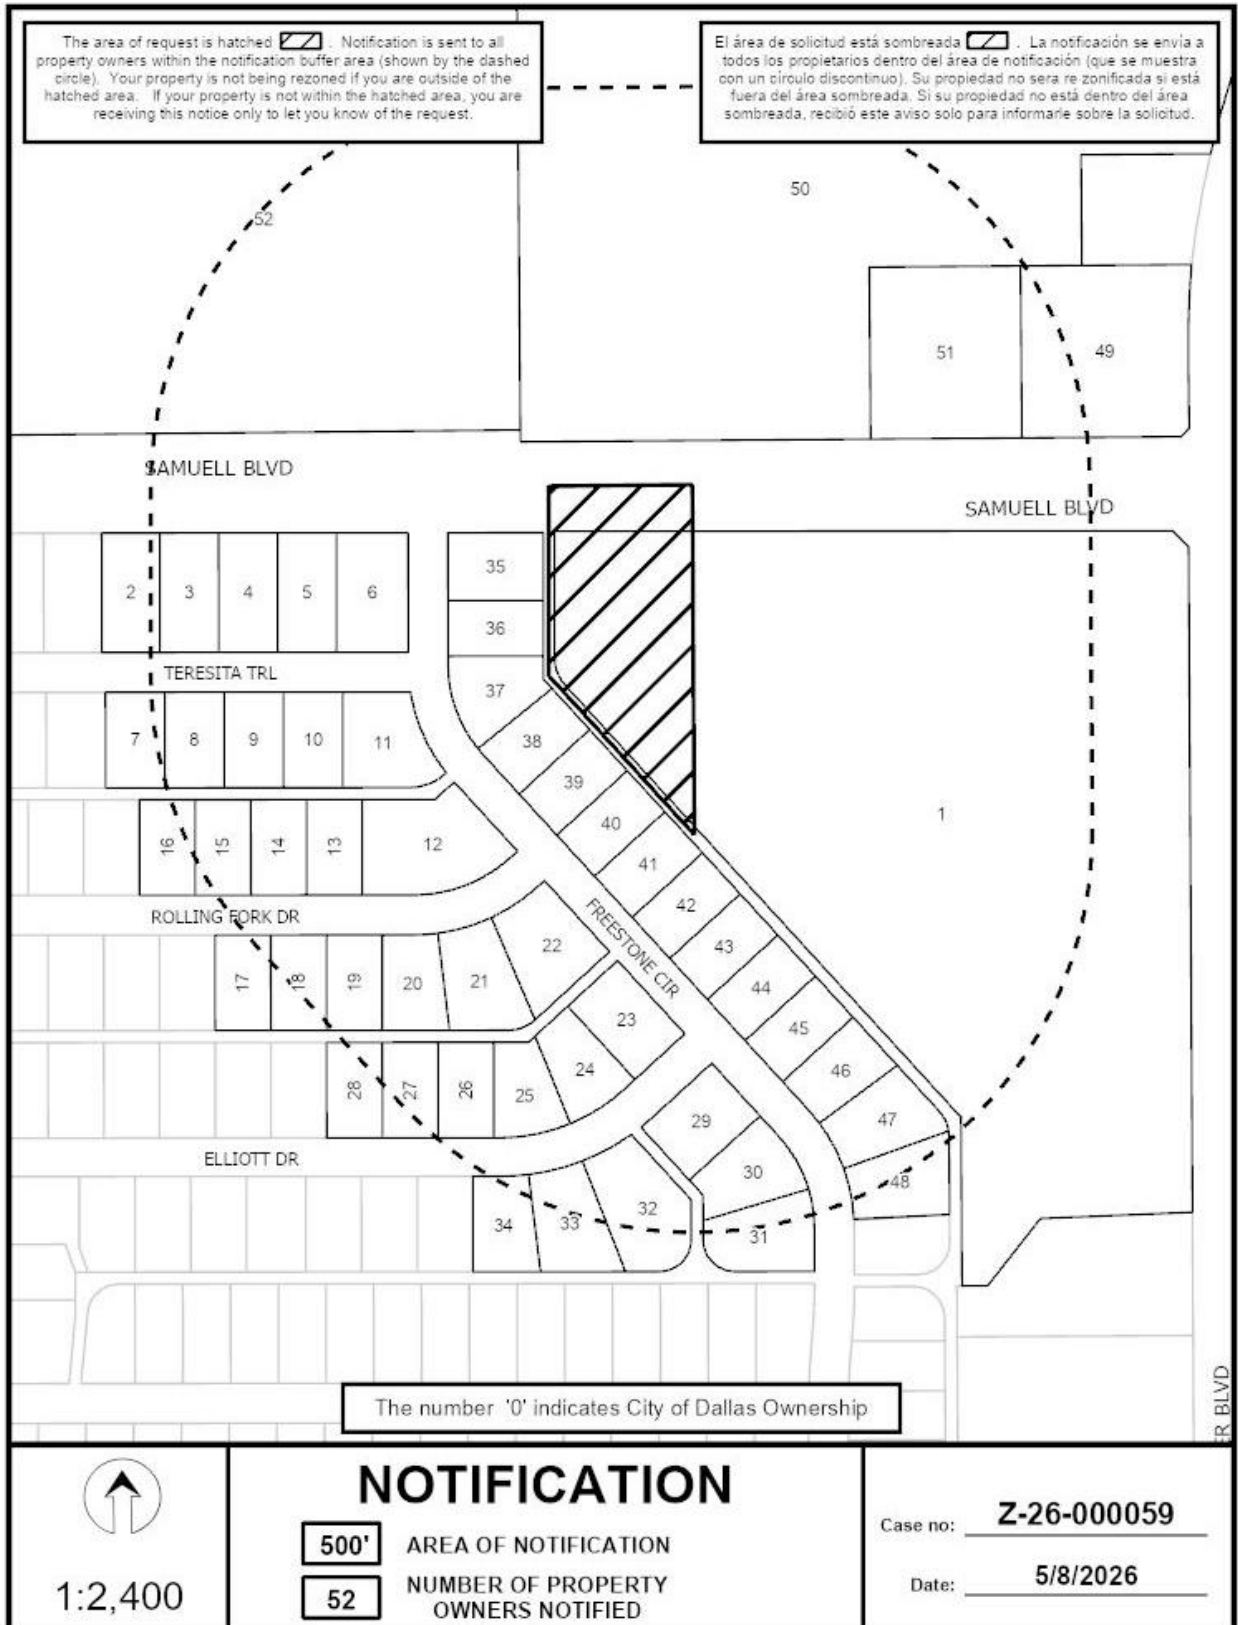 The area of request is hatched . Notification is sent to all
property owners within the notification buffer area (shown by the dashed
circle). Your property is not being rezoned if you are outside of the
hatched area. If your property is not within the hatched area, you are
receiving this notice only to let you know of the request.
El área de solicitud está sombreada . La notificación se envía a
todos los propietarios dentro del área de notificación (que se muestra
con un círculo discontinuo). Su propiedad no sera re zonificada si está
fuera del área sombreada. Si su propiedad no está dentro del área
sombreada, recibió este aviso solo para informarle sobre la solicitud.
50
52
51
49
SAMUELL BLVD
SAMUELL BLVD
35
2
3
4
5
6
36
TERESITA TRL
37
7
8
9
10
11
38
39
1
40
16
15
14
13
12
41
42
ROLLING FORK DR
FREESTONE CIR
22
43
17
18
19
20
21
44
23
45
24
46
28
27
26
25
29
47
ELLIOTT DR
30
48
32
34
33
31
The number '0' indicates City of Dallas Ownership
ER BLVD
1:2,400
NOTIFICATION
500' AREA OF NOTIFICATION
52 NUMBER OF PROPERTY
OWNERS NOTIFIED
Case no: Z-26-000059
Date: 5/8/2026